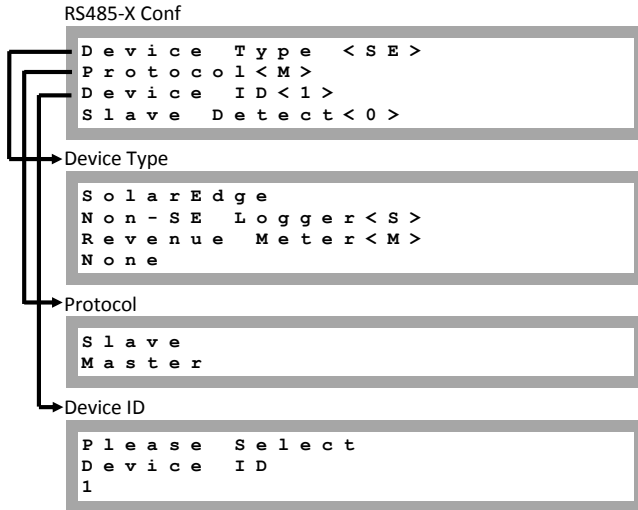 RS485-X Conf
Device Type <SE>
Protocol<M>
Device ID<1>
Slave Detect<0>
Device Type
SolarEdge
Non-SE Logger<S>
Revenue Meter<M>
None
Protocol
Slave
Master
Device ID
Please Select
Device ID
1